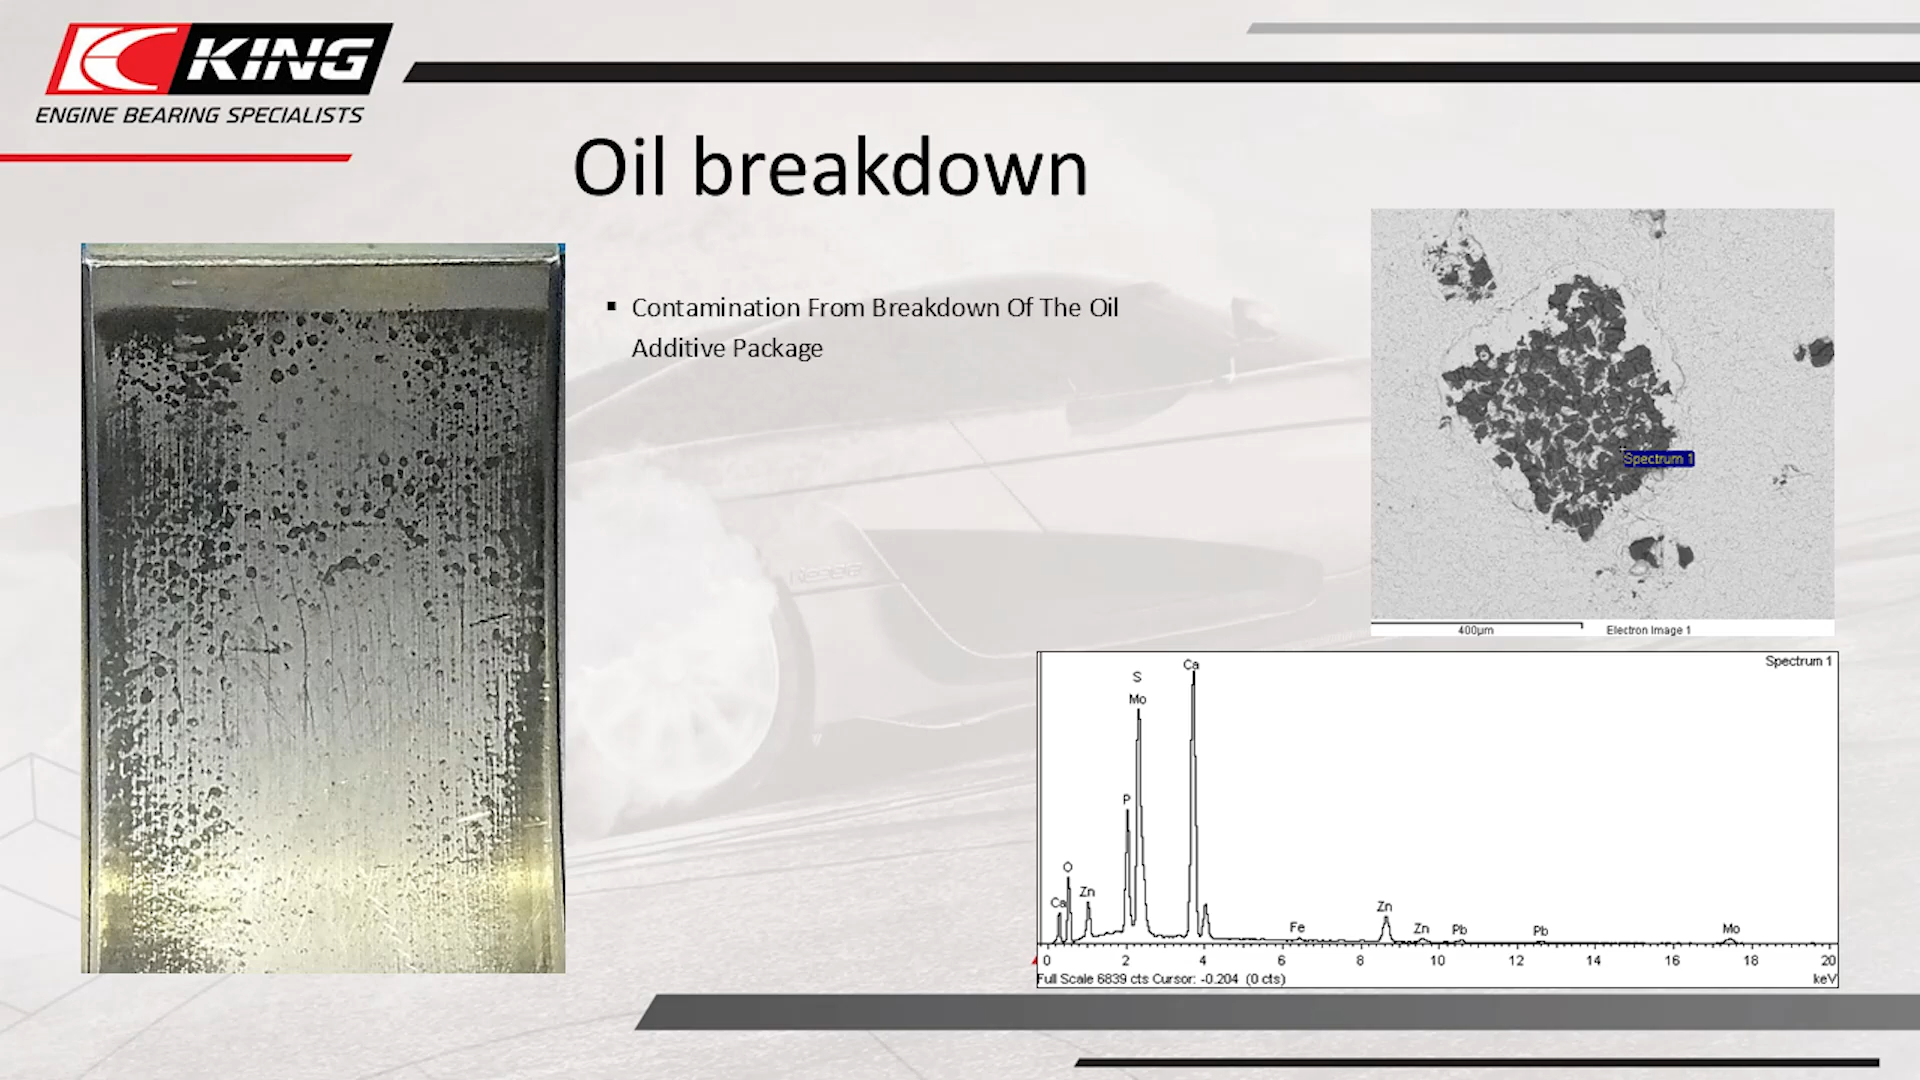 KING
ENGINE BEARING SPECIALISTS
Oil breakdown
▪ Contamination From Breakdown Of The Oil
Additive Package
Spectrum 1
400µm
Electron Image 1
Spectrum 1
Ca
S
Mo
P
O
Zn
Ca
Fe
Zn
Zn
Pb
Pb
Mo
0 2 4 6 8 10 12 14 16 18 20
Full Scale 6839 cts Cursor: -0.204 (0 cts)
keV